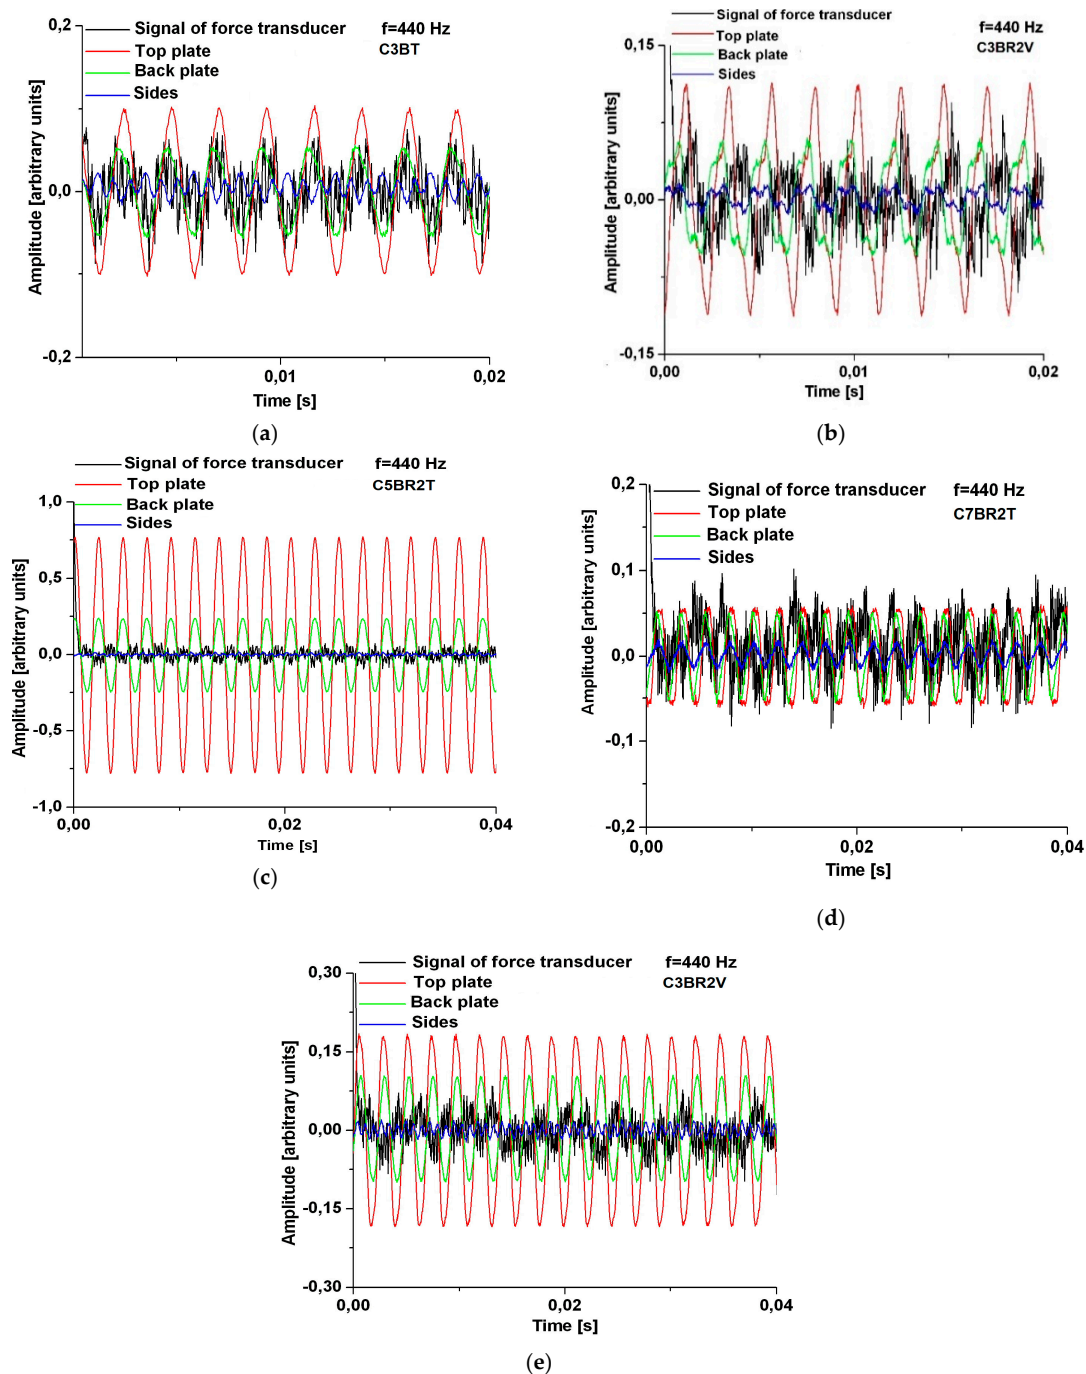 Signal of force transducer f=440 Hz
Top plate C3BT
Back plate
Sides
0,2
0,0
-0,2
Amplitude [arbitrary units]
0,01 0,02
Time [s]
(a)
Signal of force transducer
Top plate f=440 Hz
Back plate C3BR2V
Sides
0,15
0,00
-0,15
Amplitude [arbitrary units]
0,00 0,01 0,02
Time [s]
(b)
Signal of force transducer f=440 Hz
Top plate C5BR2T
Back plate
Sides
1,0
0,5
0,0
-0,5
-1,0
Amplitude [arbitrary units]
0,00 0,02 0,04
Time [s]
(c)
Signal of force transducer f=440 Hz
Top plate C7BR2T
Back plate
Sides
0,2
0,1
0,0
-0,1
-0,2
Amplitude [arbitrary units]
0,00 0,02 0,04
Time [s]
(d)
Signal of force transducer f=440 Hz
Top plate C3BR2V
Back plate
Sides
0,30
0,15
0,00
-0,15
-0,30
Amplitude [arbitrary units]
0,00 0,02 0,04
Time [s]
(e)